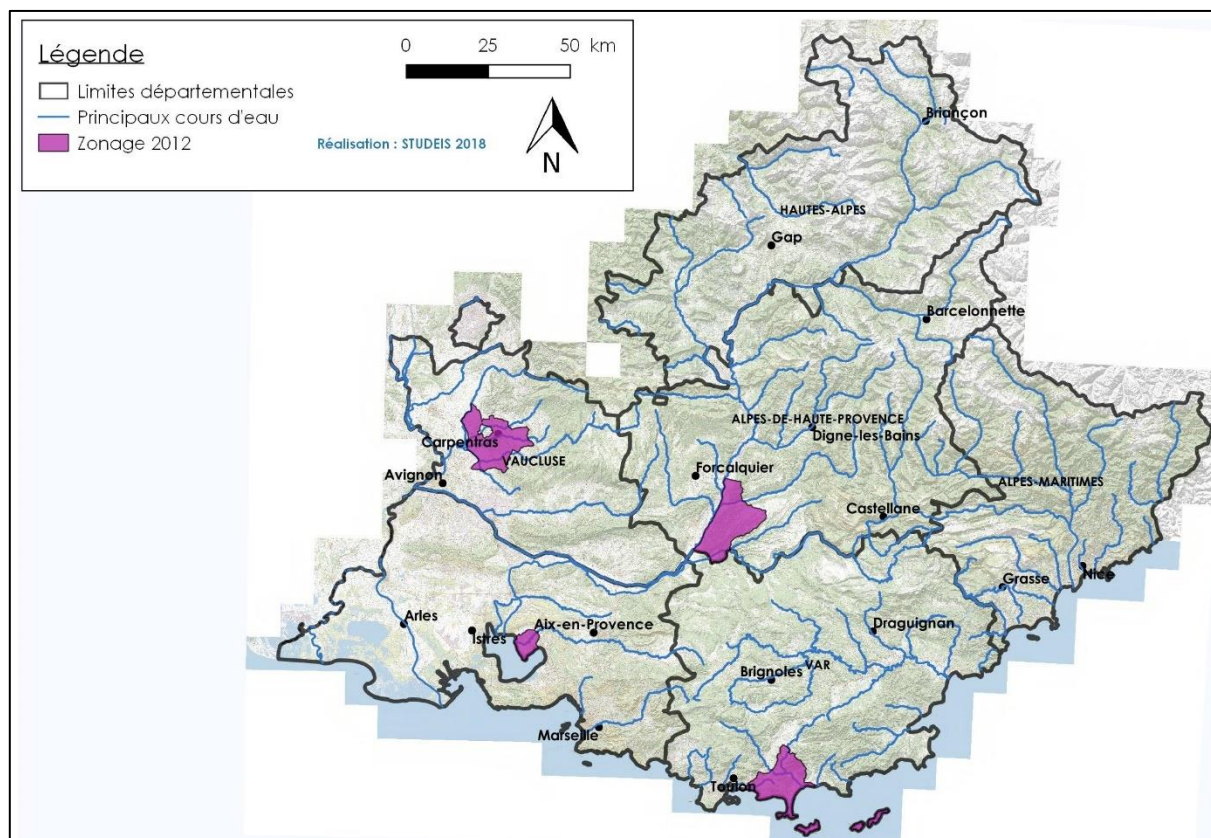 Légende
Limites départementales
Principaux cours d'eau
Zonage 2012
0 25 50 km
N
Réalisation : STUDEIS 2018
Briançon
HAUTES-ALPES
Gap
Barcelonnette
ALPES-DE-HAUTE-PROVENCE
Digne-les-Bains
Carpentras
VAUCLUSE
Avignon
Forcalquier
ALPES-MARITIMES
Castellane
Nice
Grasse
Arles
Istres
Aix-en-Provence
Draguignan
VAR
Brignoles
Marseille
Toulon